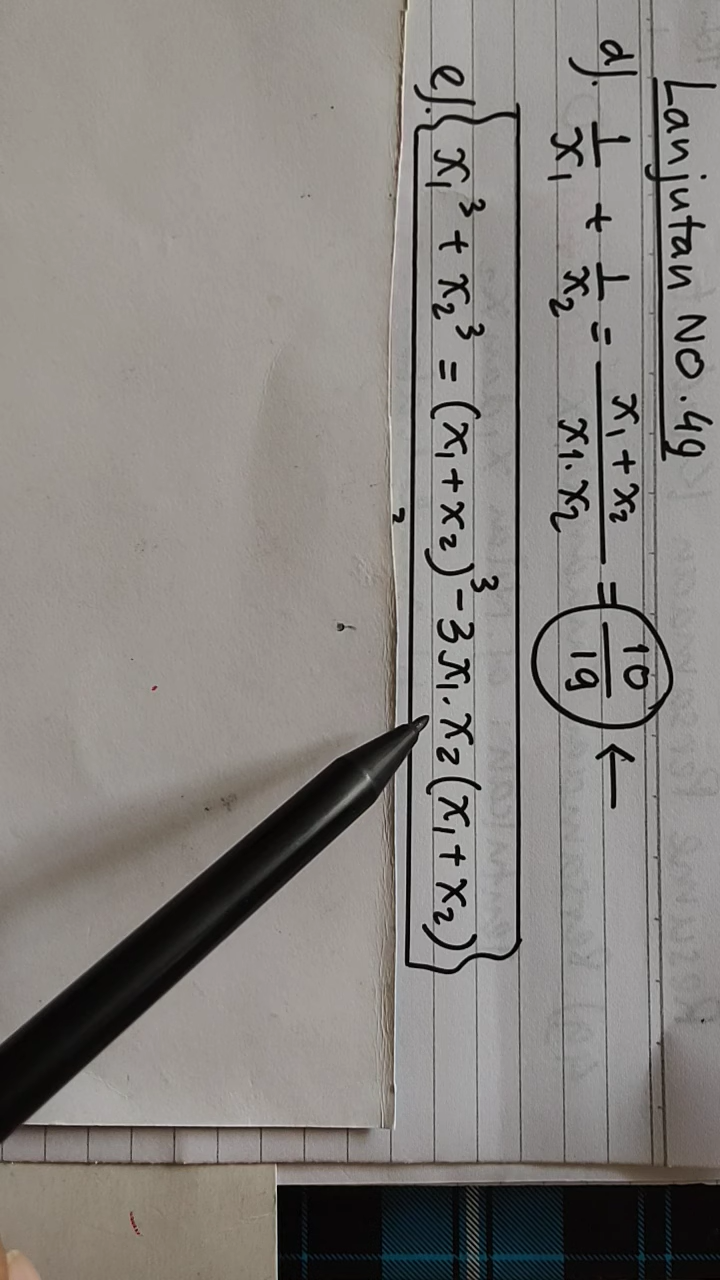 Lanjutan NO.49
d). 1/x₁ + 1/x₂ = x₁+x₂/x₁.x₂ = 10/19 ←
e). { x₁³ + x₂³ = (x₁+x₂)³ - 3x₁.x₂(x₁+x₂) }
2